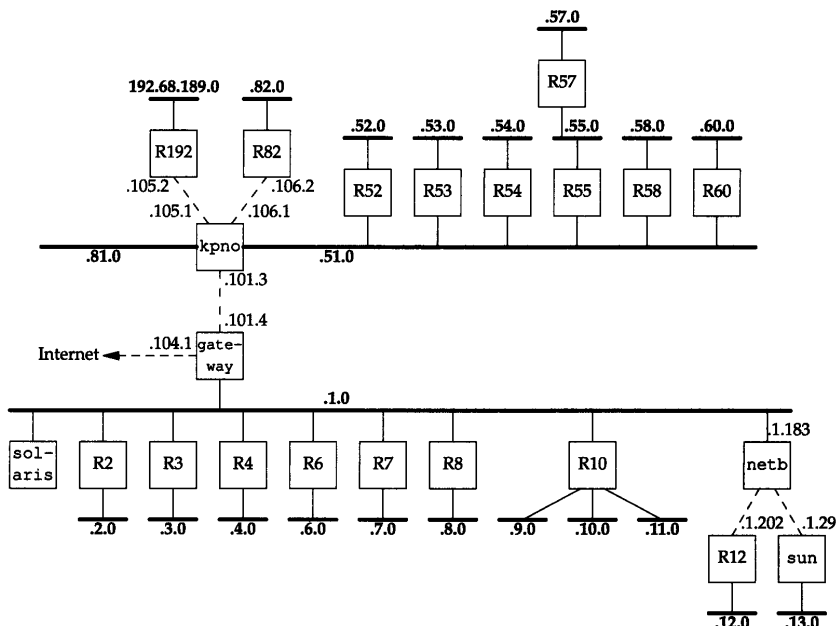 .57.0
R57
192.68.189.0
.82.0
.52.0
.53.0
.54.0
.55.0
.58.0
.60.0
R192
R82
R52
R53
R54
R55
R58
R60
.105.2
.106.2
.105.1
.106.1
kpno
.81.0
.51.0
.101.3
.101.4
Internet
.104.1
gate-
way
.1.0
.1.183
sol-
aris
R2
R3
R4
R6
R7
R8
R10
netb
.2.0
.3.0
.4.0
.6.0
.7.0
.8.0
.9.0
.10.0
.11.0
.1.202
.1.29
R12
sun
.12.0
.13.0